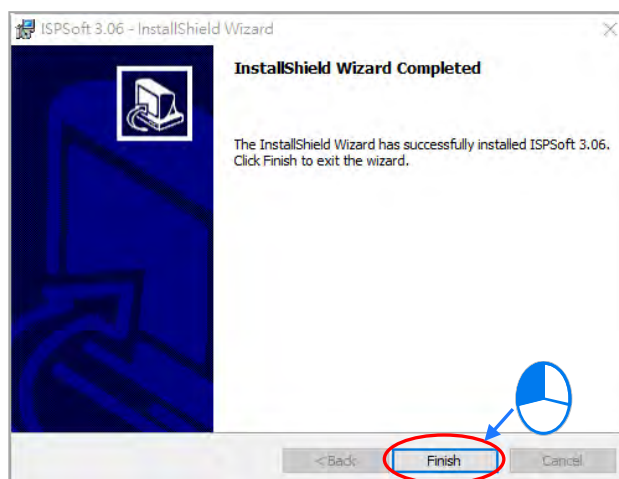 ISPSoft 3.06 - InstallShield Wizard
InstallShield Wizard Completed
The InstallShield Wizard has successfully installed ISPSoft 3.06.
Click Finish to exit the wizard.
< Back
Finish
Cancel